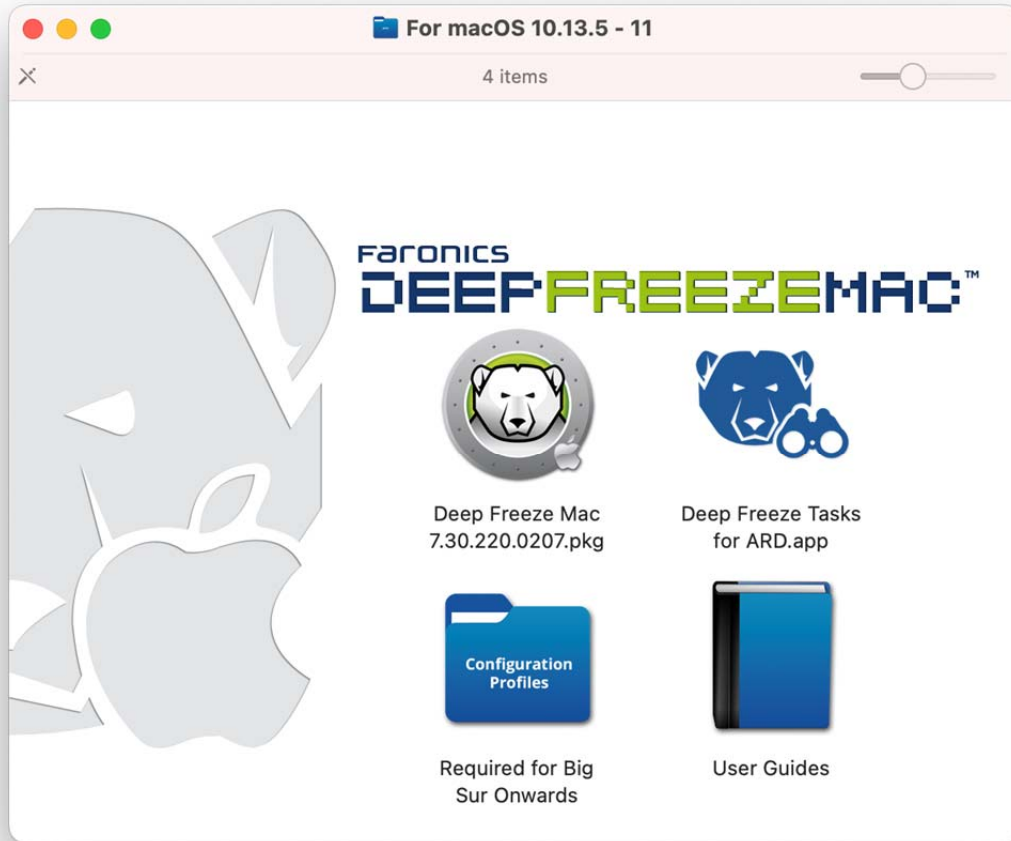 For macOS 10.13.5 - 11
4 items
Faronics
DEEPFREEZEMAC™
Deep Freeze Mac
7.30.220.0207.pkg
Deep Freeze Tasks
for ARD.app
Configuration
Profiles
Required for Big
Sur Onwards
User Guides